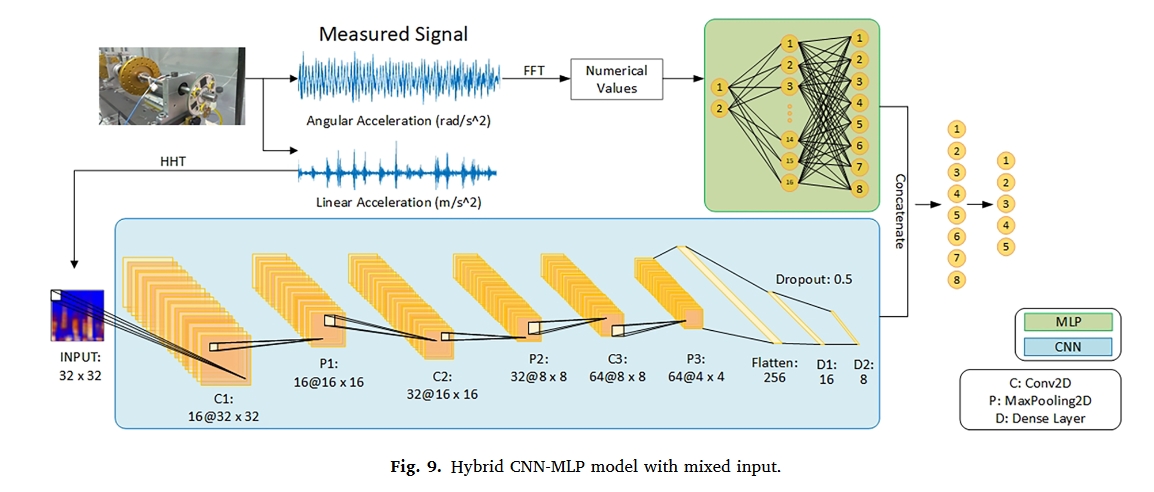 Measured Signal
FFT
Numerical
Values
Angular Acceleration (rad/s^2)
HHT
Linear Acceleration (m/s^2)
1
2
1
2
3
14
15
16
1
2
3
4
5
6
7
8
Concatenate
1
2
3
4
5
6
7
8
1
2
3
4
5
INPUT:
32 x 32
C1:
16@32 x 32
P1:
16@16 x 16
C2:
32@16 x 16
P2:
32@8 x 8
C3:
64@8 x 8
P3:
64@4 x 4
Dropout: 0.5
Flatten:
256
D1:
16
D2:
8
MLP
CNN
C: Conv2D
P: MaxPooling2D
D: Dense Layer
Fig. 9. Hybrid CNN-MLP model with mixed input.